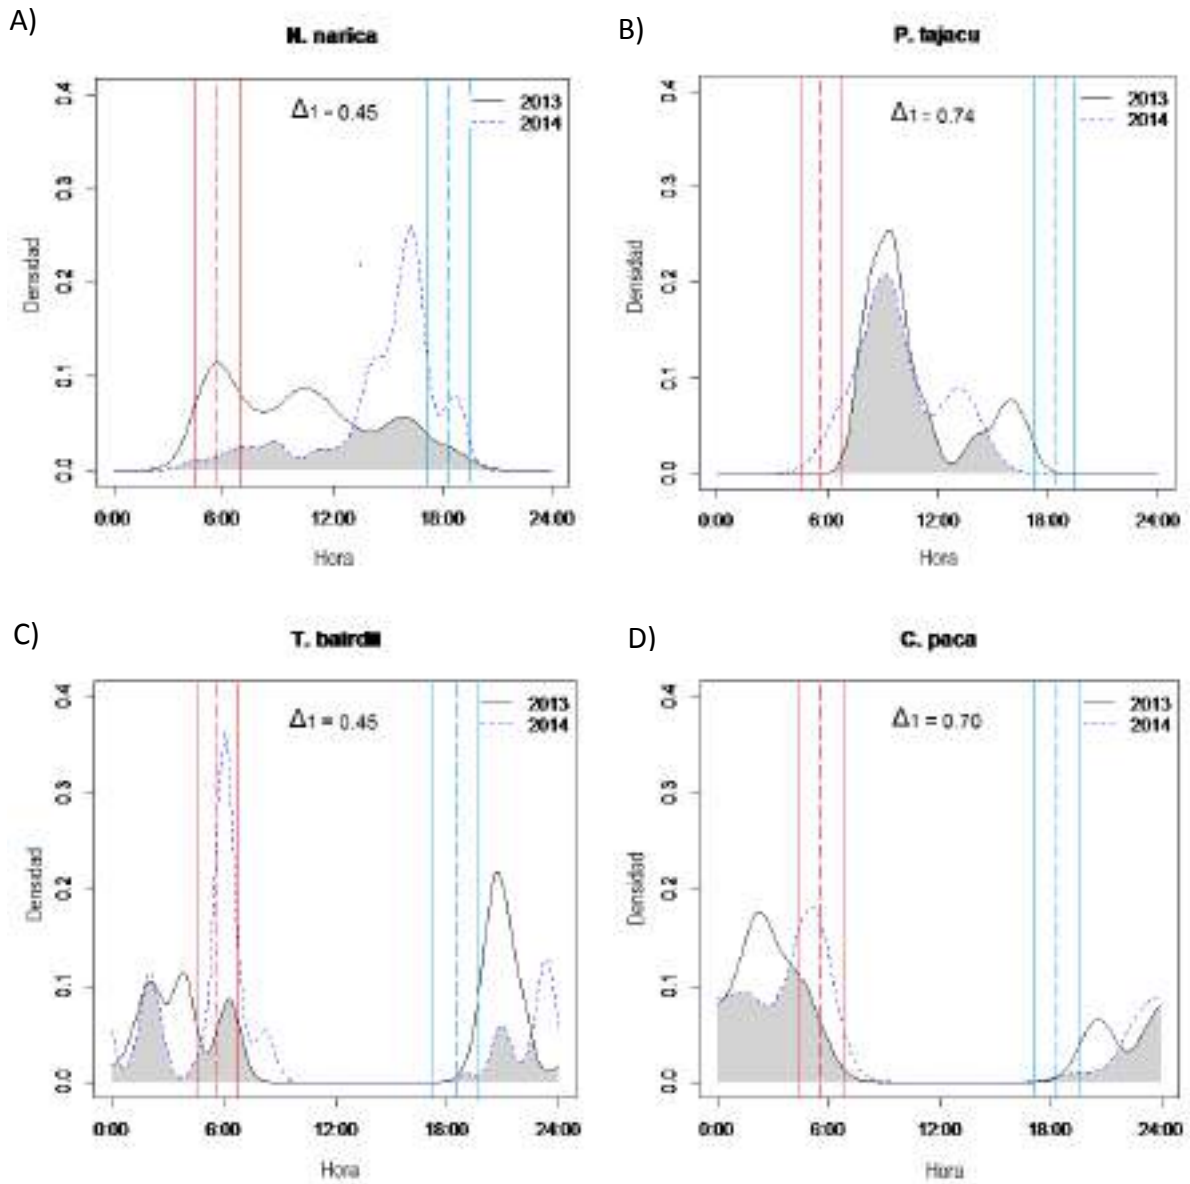 A)
N. narica
Δ1 = 0.45
2013
2014
0.4
0.3
0.2
0.1
0.0
Densidad
0:00 6:00 12:00 18:00 24:00
Hora
B)
P. tajacu
Δ1 = 0.74
2013
2014
0.4
0.3
0.2
0.1
0.0
Densidad
0:00 6:00 12:00 18:00 24:00
Hora
C)
T. bairdii
Δ1 = 0.45
2013
2014
0.4
0.3
0.2
0.1
0.0
Densidad
0:00 6:00 12:00 18:00 24:00
Hora
D)
C. paca
Δ1 = 0.70
2013
2014
0.4
0.3
0.2
0.1
0.0
Densidad
0:00 6:00 12:00 18:00 24:00
Hora